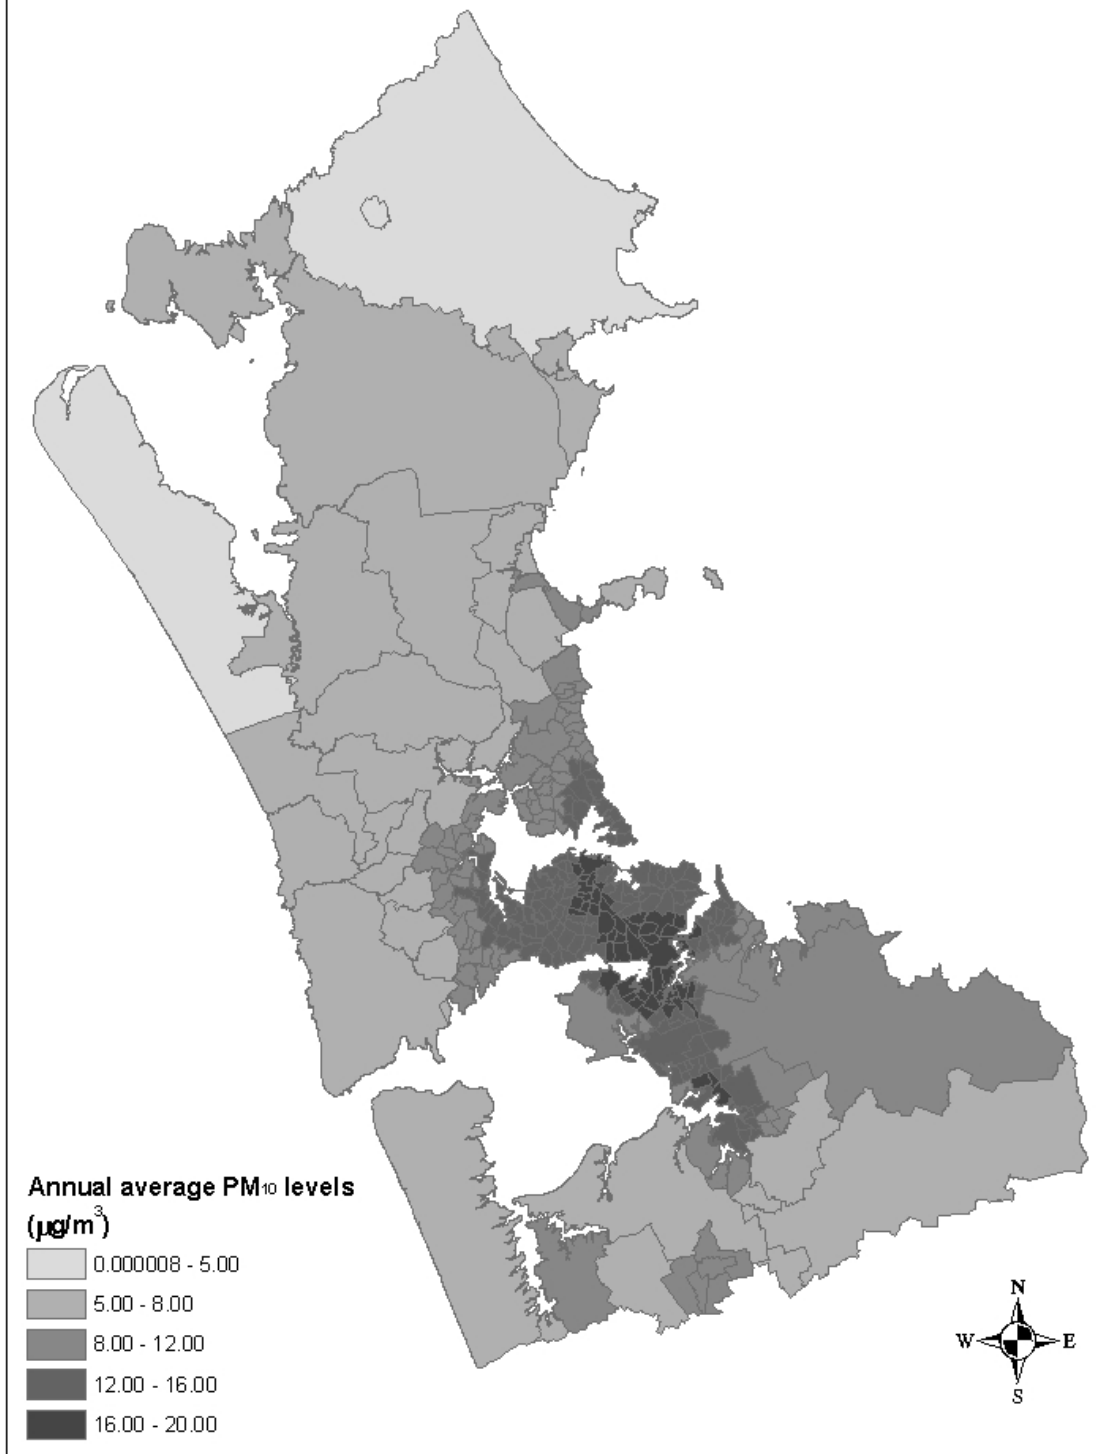 Annual average PM10 levels
(µg/m3)
0.000008 - 5.00
5.00 - 8.00
8.00 - 12.00
12.00 - 16.00
16.00 - 20.00
N
W E
S